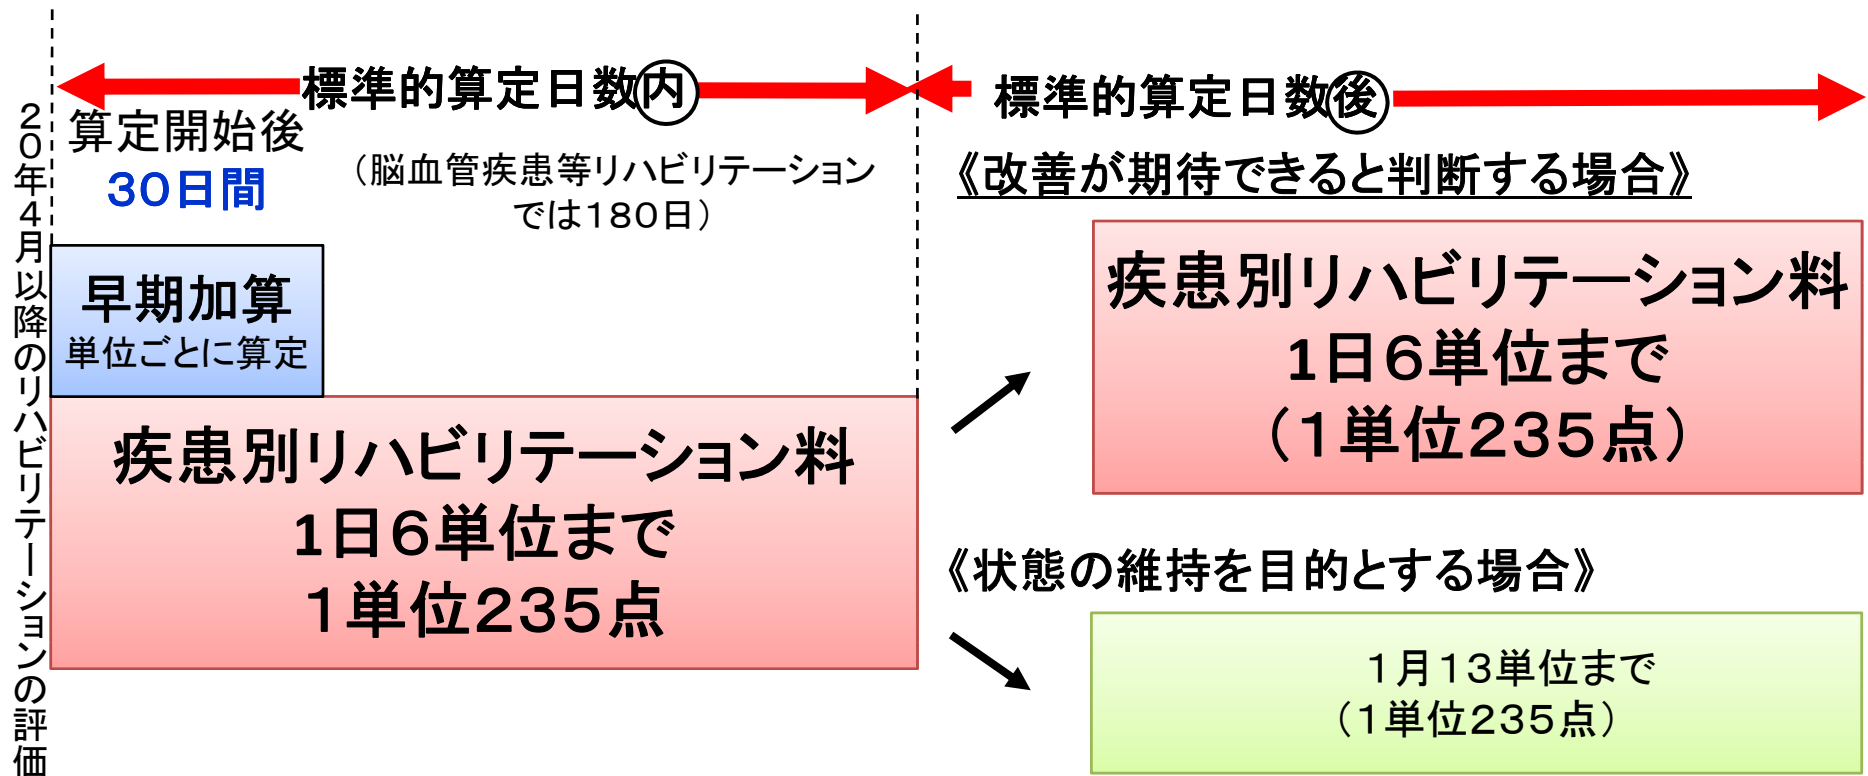 ２０年４月以降のリハビリテーションの評価
標準的算定日数内
算定開始後
３０日間
（脳血管疾患等リハビリテーション
では１８０日）
早期加算
単位ごとに算定
疾患別リハビリテーション料
１日６単位まで
１単位２３５点
標準的算定日数後
《改善が期待できると判断する場合》
疾患別リハビリテーション料
１日６単位まで
（１単位２３５点）
《状態の維持を目的とする場合》
１月１３単位まで
（１単位２３５点）